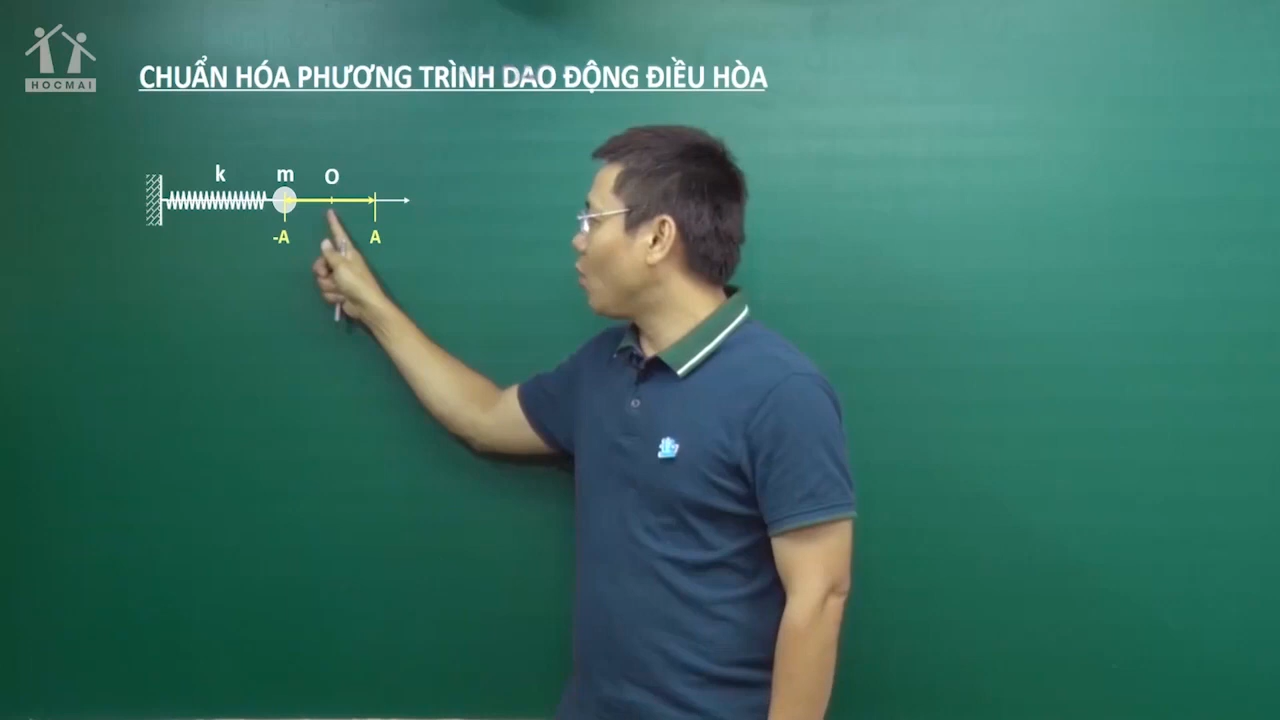 HOCMAI
CHUẨN HÓA PHƯƠNG TRÌNH DAO ĐỘNG ĐIỀU HÒA
k m O
-A A